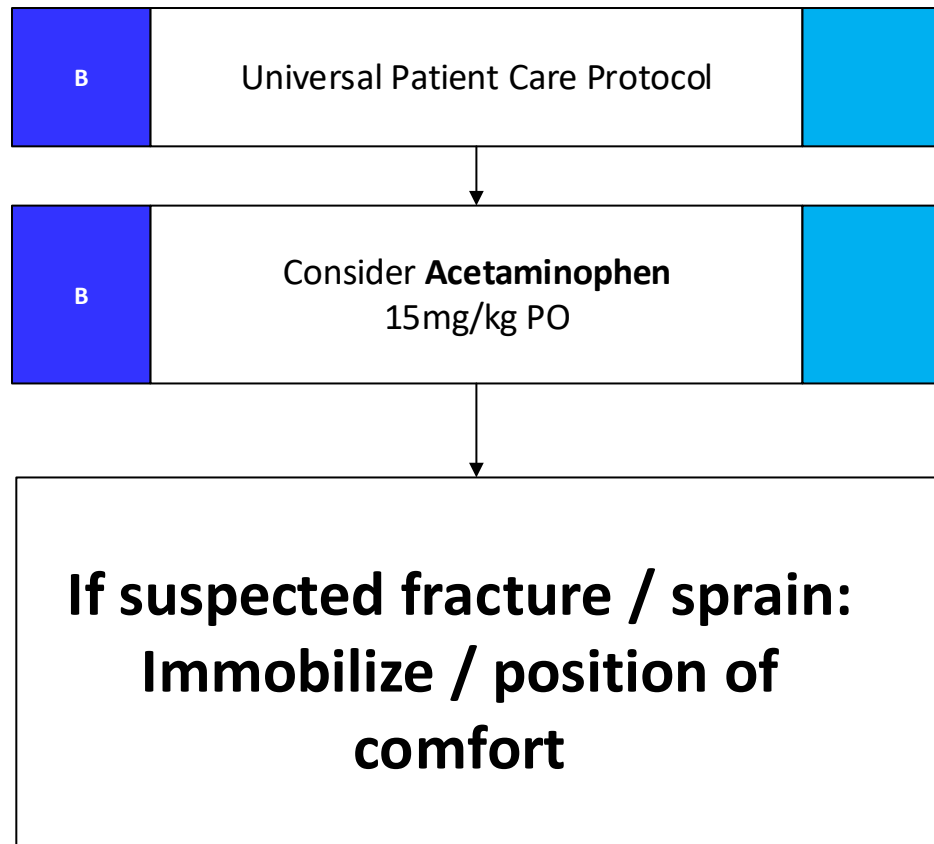 B
Universal Patient Care Protocol
B
Consider Acetaminophen
15mg/kg PO
If suspected fracture / sprain:
Immobilize / position of
comfort